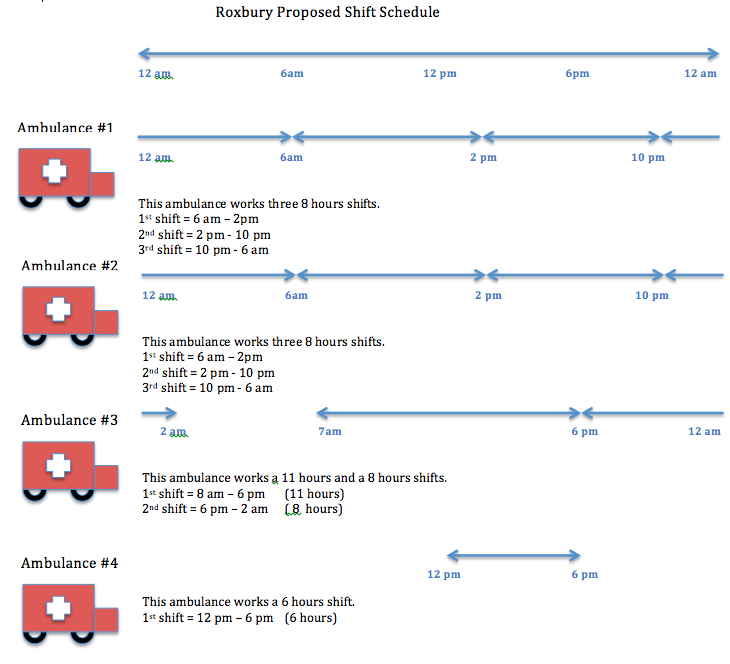 Roxbury Proposed Shift Schedule
12 am 6am 12 pm 6pm 12 am
Ambulance #1
12 am 6am 2 pm 10 pm
This ambulance works three 8 hours shifts.
1st shift = 6 am – 2pm
2nd shift = 2 pm - 10 pm
3rd shift = 10 pm - 6 am
Ambulance #2
12 am 6am 2 pm 10 pm
This ambulance works three 8 hours shifts.
1st shift = 6 am – 2pm
2nd shift = 2 pm - 10 pm
3rd shift = 10 pm - 6 am
Ambulance #3
2 am 7am 6 pm 12 am
This ambulance works a 11 hours and a 8 hours shifts.
1st shift = 8 am – 6 pm (11 hours)
2nd shift = 6 pm – 2 am ( 8 hours)
Ambulance #4
12 pm 6 pm
This ambulance works a 6 hours shift.
1st shift = 12 pm – 6 pm (6 hours)